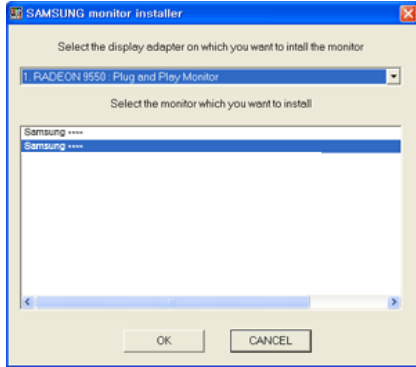 SAMSUNG monitor installer
Select the display adapter on which you want to intall the monitor
1. RADEON 9550 : Plug and Play Monitor
Select the monitor which you want to install
Samsung ----
Samsung ----
OK
CANCEL